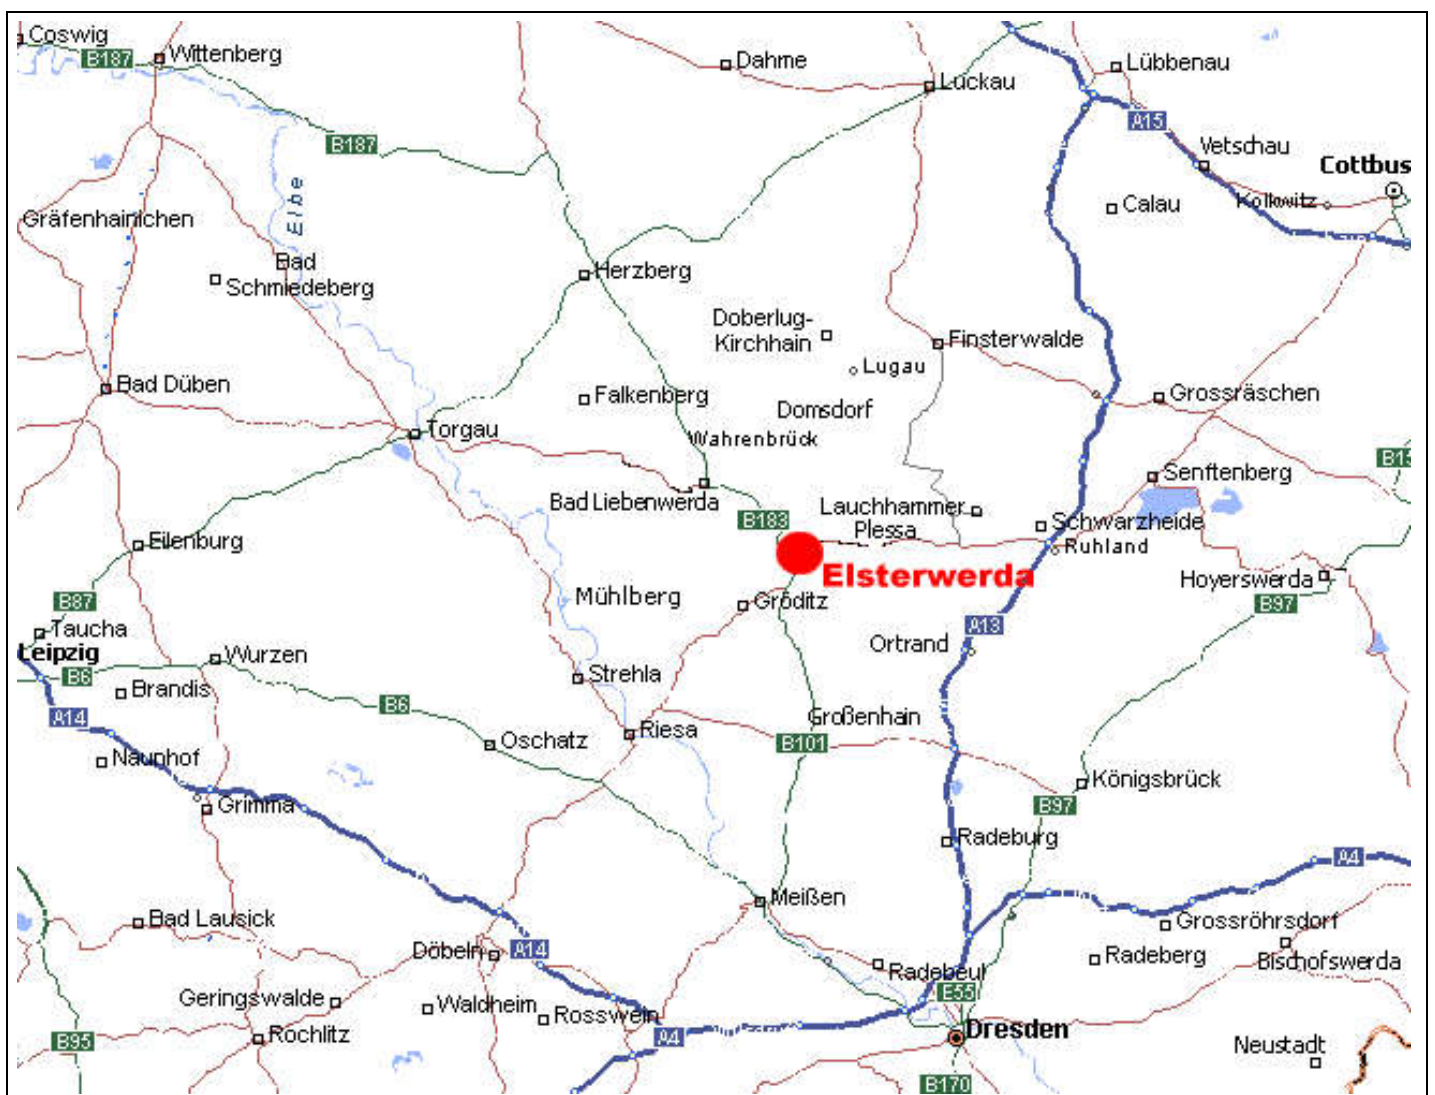 Coswig
B187
Wittenberg
Dahme
Luckau
Lübbenau
A15
B187
Vetschau
Cottbus
Kolkwitz
Calau
Elbe
Gräfenhainichen
Bad
Schmiedeberg
Herzberg
Doberlug-
Kirchhain
Finsterwalde
Lugau
Bad Düben
Falkenberg
Domsdorf
Grossräschen
Torgau
Wahrenbrück
Senftenberg
Bad Liebenwerda
B183
Lauchhammer
Plessa
Schwarzheide
Ruhland
Eilenburg
Elsterwerda
Hoyerswerda
B97
B87
Mühlberg
Gröditz
Taucha
A13
Ortrand
Leipzig
B6
Wurzen
Strehla
Brandis
B6
A14
Großenhain
Riesa
B101
Oschatz
Naunhof
Königsbrück
Grimma
B97
Radeburg
A4
Meißen
Bad Lausick
Grossröhrsdorf
Döbeln
A14
Radeberg
Bischofswerda
Radebeul
E55
Geringswalde
Waldheim
Rosswein
Rochlitz
A4
Dresden
B95
Neustadt
B170